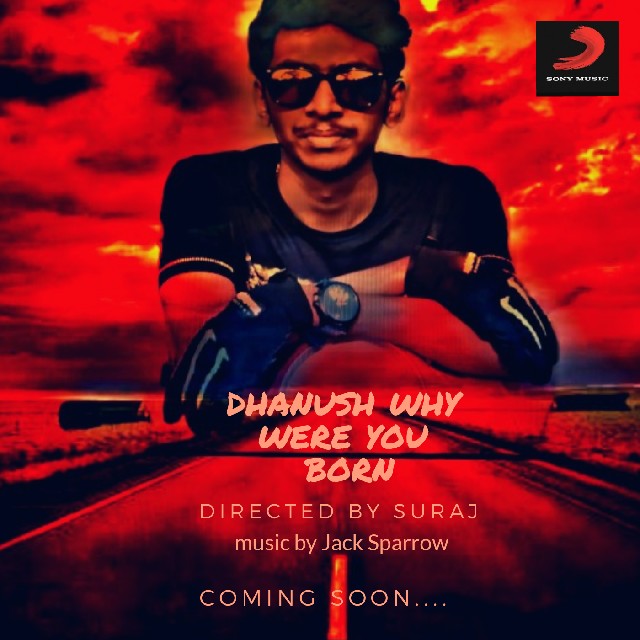 SONY MUSIC
DHANUSH WHY
WERE YOU
BORN
DIRECTED BY SURAJ
music by Jack Sparrow
COMING SOON....